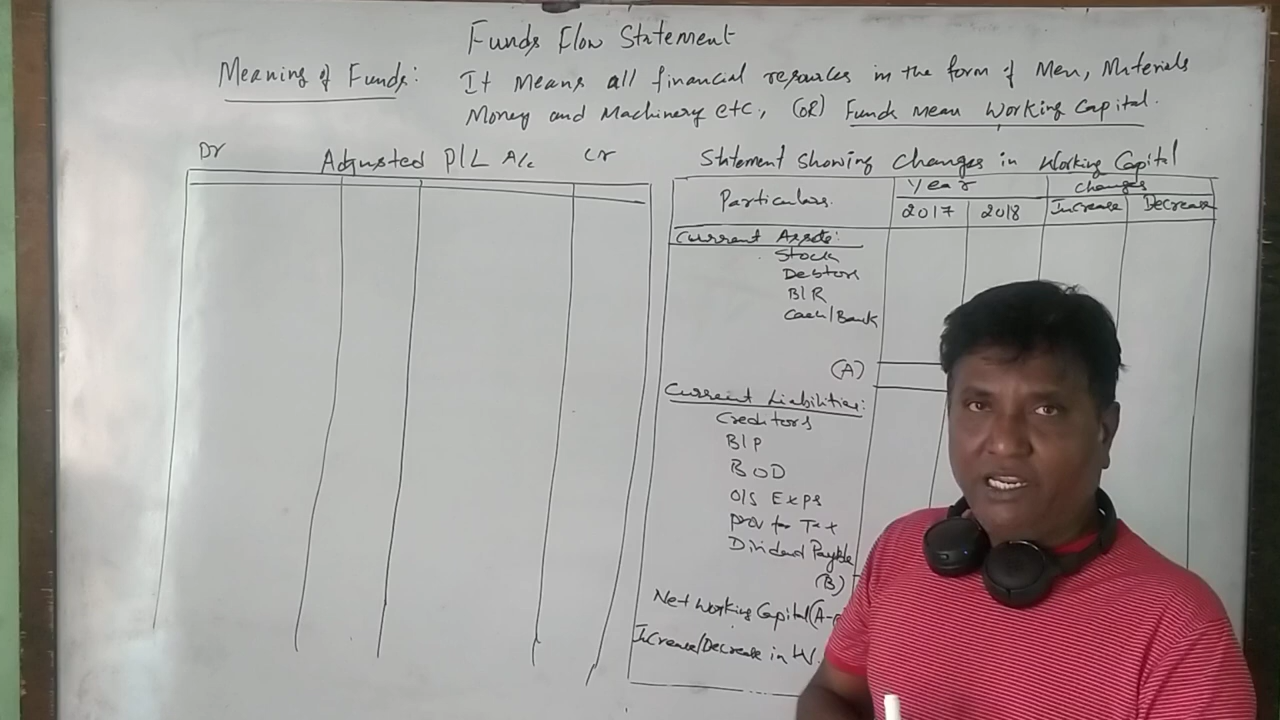 Funds Flow Statement
Meaning of Funds: It Means all financial resources in the form of Men, Materials
Money and Machinery etc., (OR) Funds mean Working Capital.
Dr Adjusted P/L A/c Cr
Statement Showing Changes in Working Capital
Particulars. Year Changes
2017 2018 Increase Decrease
Current Assets:
Stock
Debtors
B/R
Cash/Bank
(A)
Current Liabilities:
Creditors
B/P
BOD
O/S Exps
Prov for Tax
Dividend Payable
(B)
Net Working Capital (A-
Increase/Decrease in W.